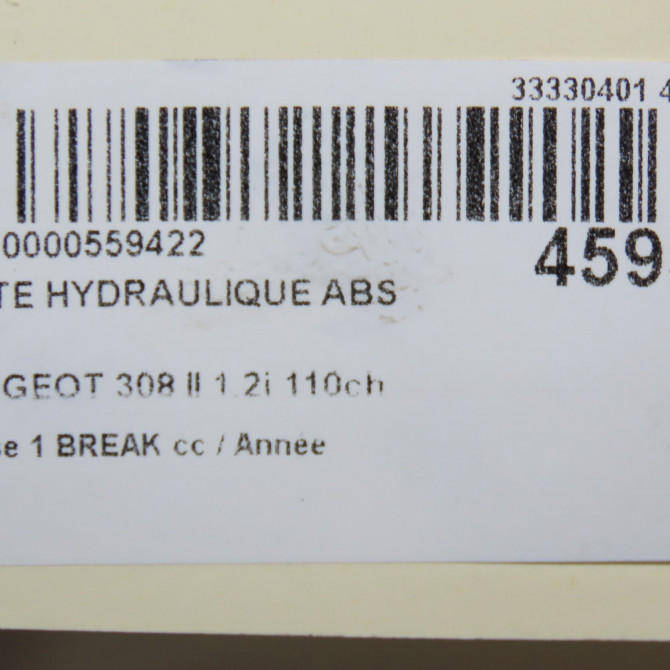 33330401 4
0000559422
459
TE HYDRAULIQUE ABS
GEOT 308 II 1.2i 110ch
se 1 BREAK cc / Année